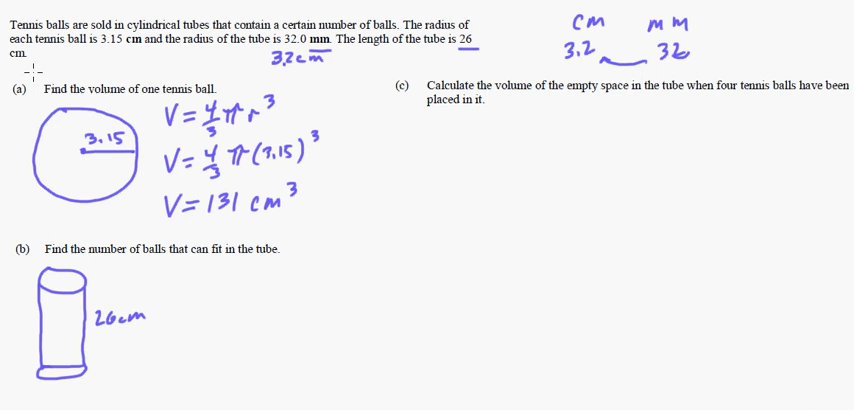 Tennis balls are sold in cylindrical tubes that contain a certain number of balls. The radius of
each tennis ball is 3.15 cm and the radius of the tube is 32.0 mm. The length of the tube is 26
cm.
3.2cm
cm mm
3.2 32
(a) Find the volume of one tennis ball.
3.15
V = 4/3 π r³
V = 4/3 π (3.15)³
V = 131 cm³
(b) Find the number of balls that can fit in the tube.
26cm
(c) Calculate the volume of the empty space in the tube when four tennis balls have been
placed in it.